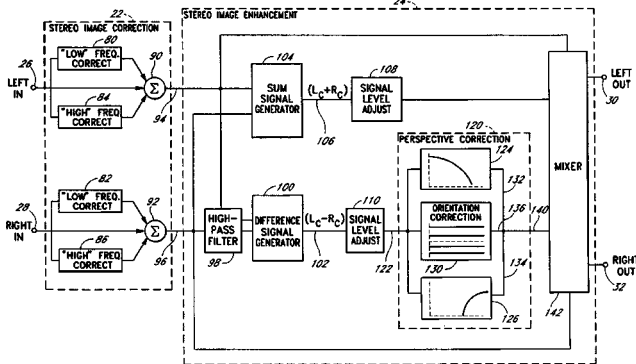 22
24
STEREO IMAGE CORRECTION
STEREO IMAGE ENHANCEMENT
80
"LOW" FREQ.
CORRECT
26
LEFT
IN
90
Σ
94
84
"HIGH" FREQ.
CORRECT
104
SUM
SIGNAL
GENERATOR
(LC+RC)
106
108
SIGNAL
LEVEL
ADJUST
MIXER
LEFT
OUT
30
120
PERSPECTIVE CORRECTION
124
132
82
"LOW" FREQ.
CORRECT
28
RIGHT
IN
92
Σ
96
86
"HIGH" FREQ.
CORRECT
HIGH-
PASS
FILTER
98
100
DIFFERENCE
SIGNAL
GENERATOR
(LC-RC)
102
110
SIGNAL
LEVEL
ADJUST
122
ORIENTATION
CORRECTION
130
136
140
134
126
142
RIGHT
OUT
32